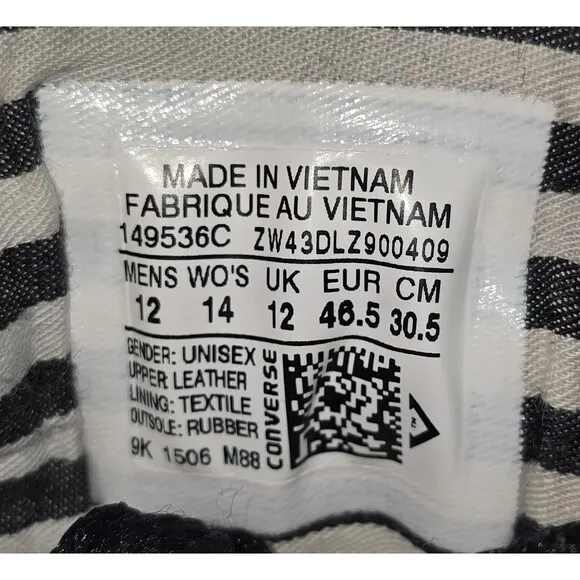 MADE IN VIETNAM
FABRIQUE AU VIETNAM
149536C ZW43DLZ900409
MENS WO'S UK EUR CM
12 14 12 46.5 30.5
GENDER: UNISEX
UPPER LEATHER
LINING: TEXTILE
OUTSOLE: RUBBER
9K 1506 M88
CONVERSE